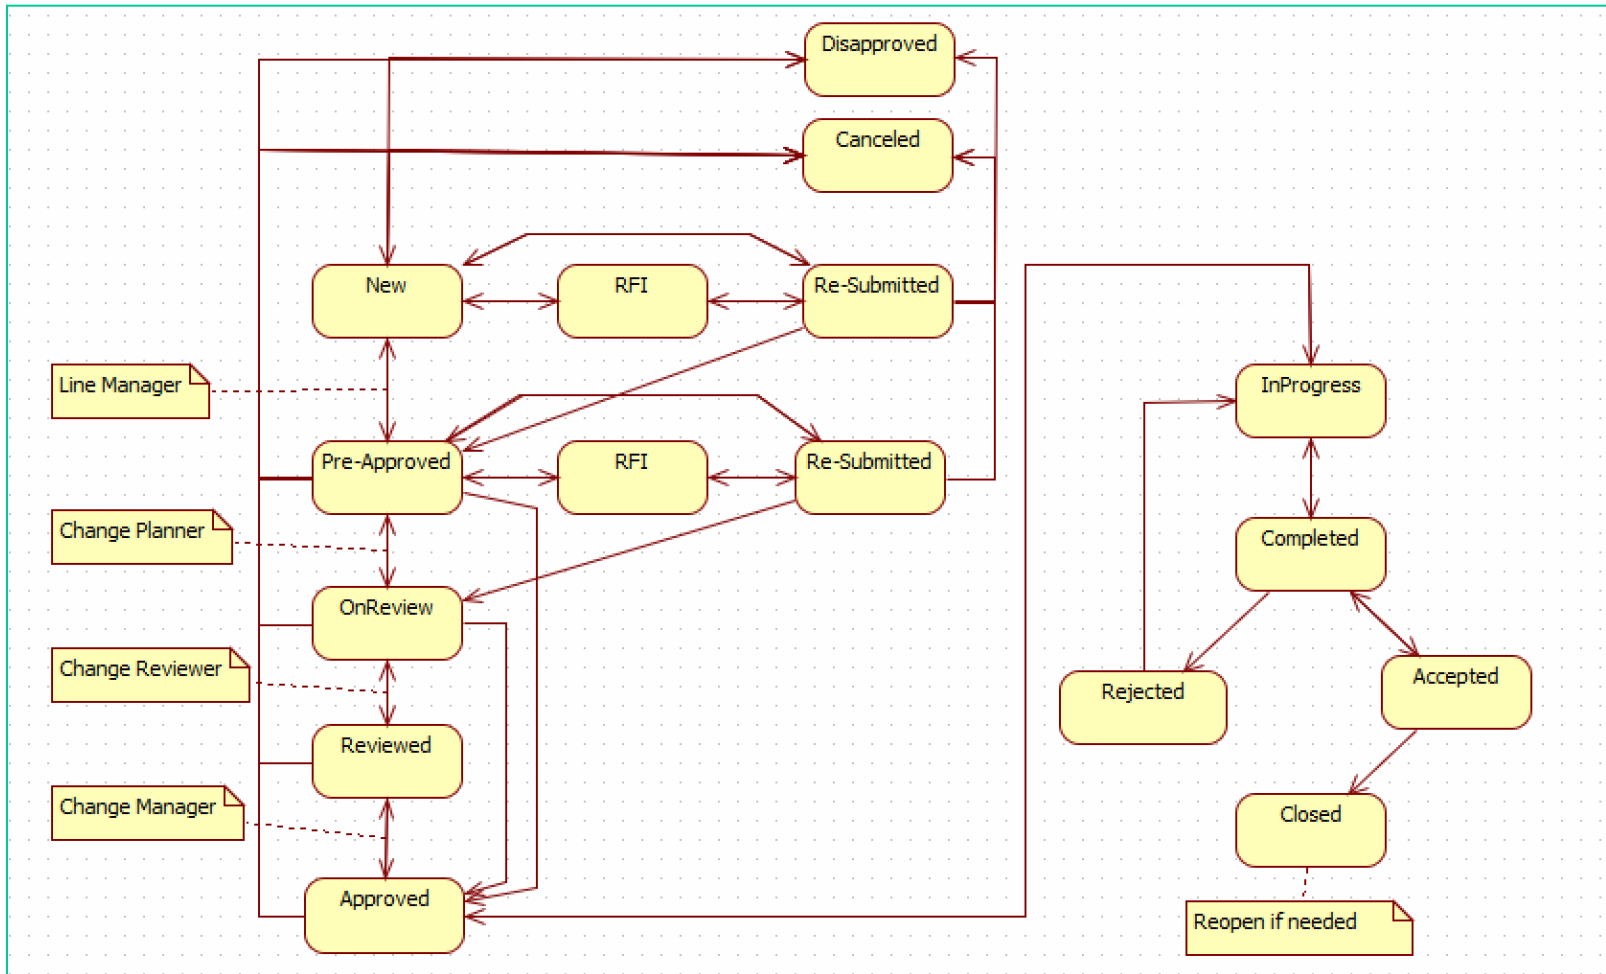 Disapproved
Canceled
New
RFI
Re-Submitted
Line Manager
InProgress
Pre-Approved
RFI
Re-Submitted
Change Planner
Completed
OnReview
Change Reviewer
Rejected
Accepted
Reviewed
Change Manager
Closed
Approved
Reopen if needed